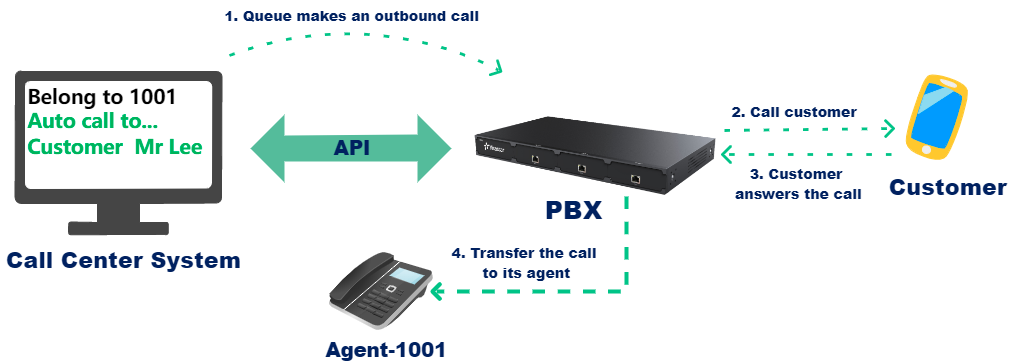 1. Queue makes an outbound call
Belong to 1001
Auto call to...
Customer Mr Lee
API
Yeastar
2. Call customer
3. Customer
answers the call
Customer
PBX
Call Center System
4. Transfer the call
to its agent
Agent-1001